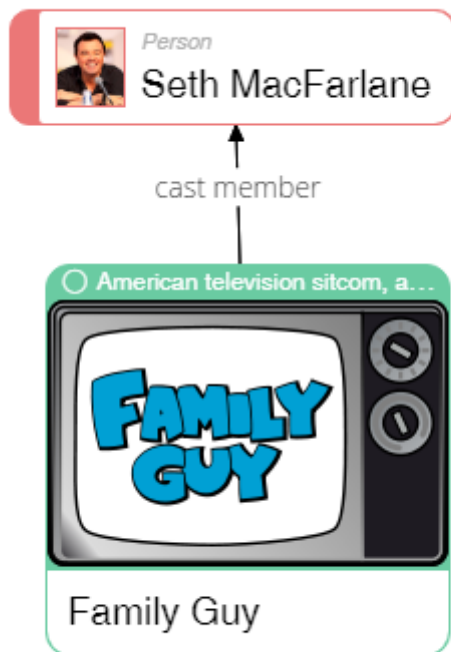 Person
Seth MacFarlane
cast member
American television sitcom, a...
FAMILY
GUY
Family Guy